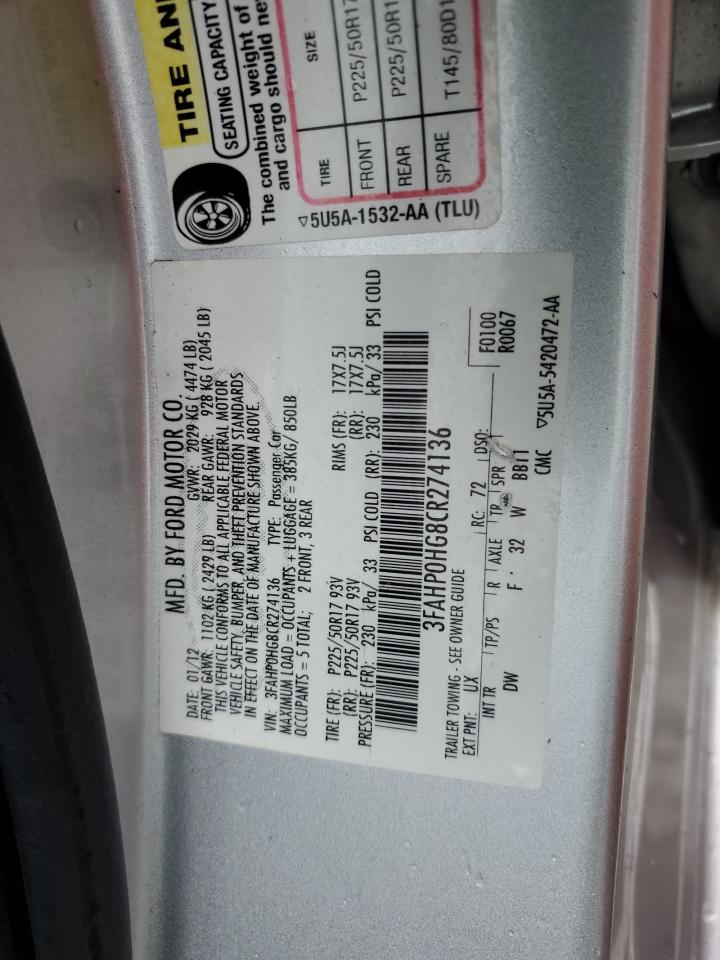 TIRE AN
SEATING CAPACITY
The combined weight of
and cargo should ne
TIRE SIZE
FRONT P225/50R17
REAR P225/50R1
SPARE T145/80D1
5U5A-1532-AA (TLU)
MFD. BY FORD MOTOR CO.
DATE: 01/12 GVWR: 2029 KG ( 4474 LB)
FRONT GAWR: 1102 KG ( 2429 LB) REAR GAWR: 928 KG ( 2045 LB)
THIS VEHICLE CONFORMS TO ALL APPLICABLE FEDERAL MOTOR
VEHICLE SAFETY, BUMPER, AND THEFT PREVENTION STANDARDS
IN EFFECT ON THE DATE OF MANUFACTURE SHOWN ABOVE.
VIN: 3FAHP0HG8CR274136 TYPE: Passenger Car
MAXIMUM LOAD = OCCUPANTS + LUGGAGE = 385KG/ 850LB
OCCUPANTS = 5 TOTAL; 2 FRONT, 3 REAR
TIRE (FR): P225/50R17 93V RIMS (FR): 17X7.5J
(RR): P225/50R17 93V (RR): 17X7.5J
PRESSURE (FR): 230 kPa/ 33 PSI COLD (RR): 230 kPa/ 33 PSI COLD
3FAHP0HG8CR274136
TRAILER TOWING - SEE OWNER GUIDE F0100
EXT PNT: UX RC: 72 DSO: R0067
INT TR TP/PS R AXLE TR SPR
DW F 32 W BB11
CMC 5U5A-5420472-AA